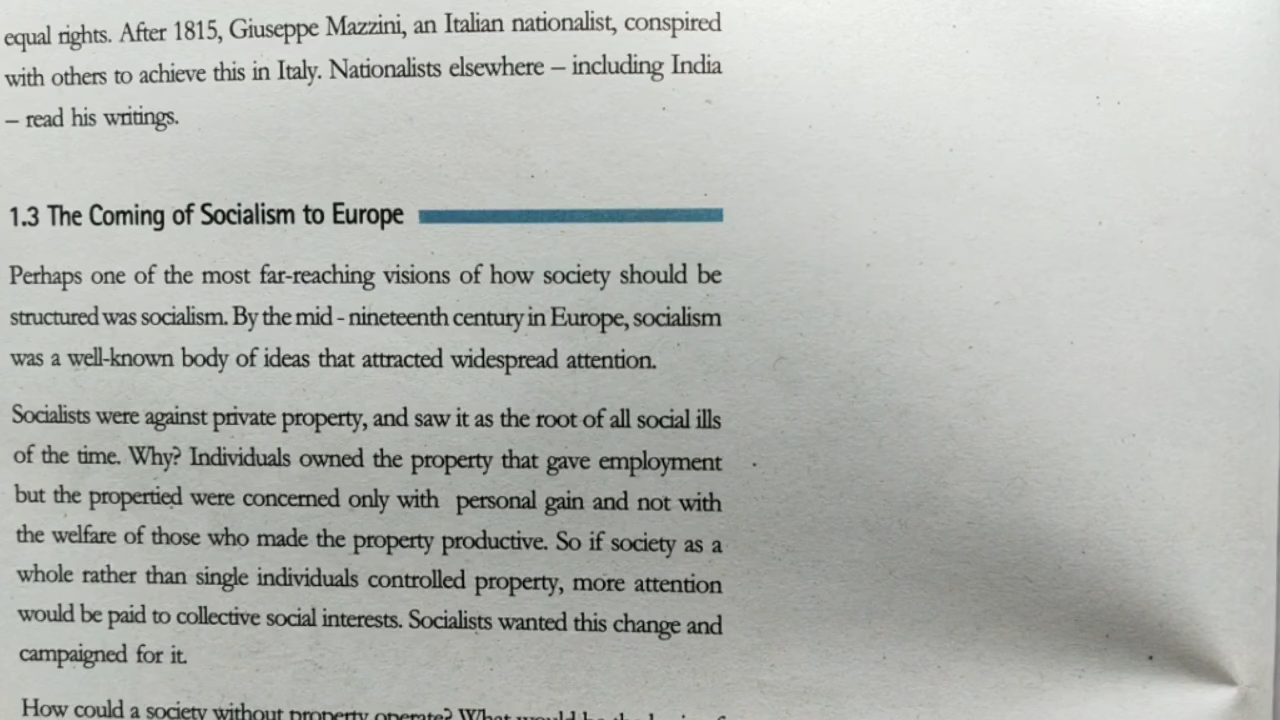 equal rights. After 1815, Giuseppe Mazzini, an Italian nationalist, conspired
with others to achieve this in Italy. Nationalists elsewhere – including India
– read his writings.
1.3 The Coming of Socialism to Europe
Perhaps one of the most far-reaching visions of how society should be
structured was socialism. By the mid - nineteenth century in Europe, socialism
was a well-known body of ideas that attracted widespread attention.
Socialists were against private property, and saw it as the root of all social ills
of the time. Why? Individuals owned the property that gave employment
but the propertied were concerned only with personal gain and not with
the welfare of those who made the property productive. So if society as a
whole rather than single individuals controlled property, more attention
would be paid to collective social interests. Socialists wanted this change and
campaigned for it.
How could a society without property operate? What would be the